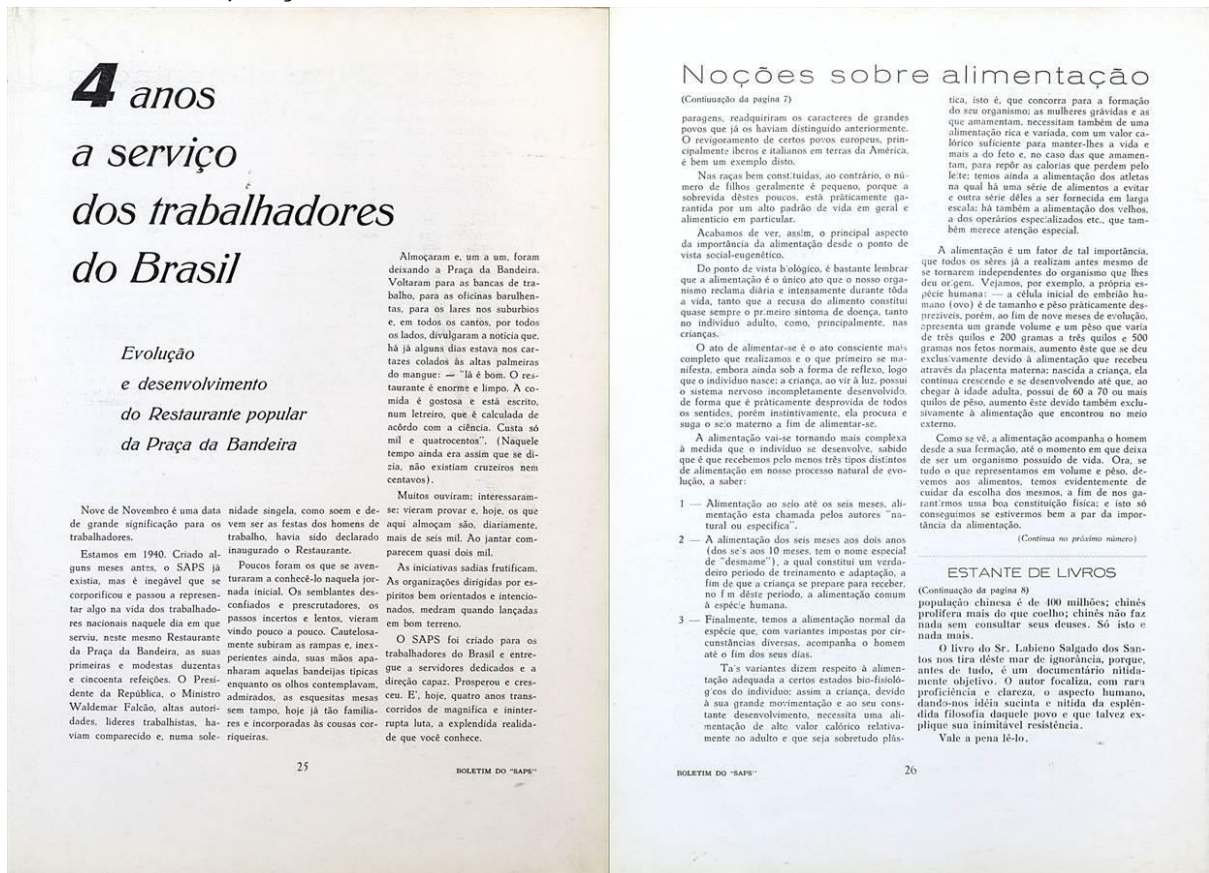 4 anos
a serviço
dos trabalhadores
do Brasil
Evolução
e desenvolvimento
do Restaurante popular
da Praça da Bandeira
Nove de Novembro é uma data
de grande significação para os
trabalhadores.
Estamos em 1940. Criado al-
guns meses antes, o SAPS já
existia, mas é inegável que se
corporificou e passou a represen-
tar algo na vida dos trabalhado-
res nacionais naquele dia em que
serviu, neste mesmo Restaurante
da Praça da Bandeira, as suas
primeiras e modestas duzentas
e cincoenta refeições. O Presi-
dente da República, o Ministro
Waldemar Falcão, altas autori-
dades, lideres trabalhistas, ha-
viam comparecido e, numa sole-
nidade singela, como soem e de-
vem ser as festas dos homens de
trabalho, havia sido declarado
inaugurado o Restaurante.
Poucos foram os que se aven-
turaram a conhecê-lo naquela jor-
nada inicial. Os semblantes des-
confiados e prescrutadores, os
passos incertos e lentos, vieram
vindo pouco a pouco. Cautelosa-
mente subiram as rampas e, inex-
perientes ainda, suas mãos apa-
nharam aquelas bandeijas típicas
enquanto os olhos contemplavam,
admirados, as esquesitas mesas
sem tampo, hoje já tão familia-
res e incorporadas às cousas cor-
riqueiras.
Almoçaram e, um a um, foram
deixando a Praça da Bandeira.
Voltaram para as bancas de tra-
balho, para as oficinas barulhen-
tas, para os lares nos suburbios
e, em todos os cantos, por todos
os lados, divulgaram a notícia que,
há já alguns dias estava nos car-
tazes colados às altas palmeiras
do mangue: — "lá é bom. O res-
taurante é enorme e limpo. A co-
mida é gostosa e está escrito,
num letreiro, que é calculada de
acôrdo com a ciência. Custa só
mil e quatrocentos". (Naquele
tempo ainda era assim que se di-
zia, não existiam cruzeiros nem
centavos).
Muitos ouviram; interessaram-
se; vieram provar e, hoje, os que
aqui almoçam são, diariamente,
mais de seis mil. Ao jantar com-
parecem quasi dois mil.
As iniciativas sadias frutificam.
As organizações dirigidas por es-
píritos bem orientados e intencio-
nados, medram quando lançadas
em bom terreno.
O SAPS foi criado para os
trabalhadores do Brasil e entre-
gue a servidores dedicados e a
direção capaz. Prosperou e cres-
ceu. E', hoje, quatro anos trans-
corridos de magnífica e ininter-
rupta luta, a explendida realida-
de que você conhece.
25
BOLETIM DO "SAPS"
Noções sobre alimentação
(Contiuuação da pagina 7)
paragens, readquiriram os caracteres de grandes
povos que já os haviam distinguido anteriormente.
O revigoramento de certos povos europeus, prin-
cipalmente iberos e italianos em terras da América,
é bem um exemplo disto.
Nas raças bem constituídas, ao contrário, o nú-
mero de filhos geralmente é pequeno, porque a
sobrevida dêstes poucos, está pràticamente ga-
rantida por um alto padrão de vida em geral e
alimentício em particular.
Acabamos de ver, assim, o principal aspecto
da importância da alimentação desde o ponto de
vista social-eugenético.
Do ponto de vista biológico, é bastante lembrar
que a alimentação é o único ato que o nosso orga-
nismo reclama diária e intensamente durante tôda
a vida, tanto que a recusa do alimento constitui
quase sempre o primeiro sintoma de doença, tanto
no indivíduo adulto, como, principalmente, nas
crianças.
O ato de alimentar-se é o ato consciente mais
completo que realizamos e o que primeiro se ma-
nifesta, embora ainda sob a forma de reflexo, logo
que o individuo nasce; a criança, ao vir à luz, possui
o sistema nervoso incompletamente desenvolvido,
de forma que é pràticamente desprovida de todos
os sentidos, porém instintivamente, ela procura e
suga o seio materno a fim de alimentar-se.
A alimentação vai-se tornando mais complexa
à medida que o individuo se desenvolve, sabido
que é que recebemos pelo menos três tipos distintos
de alimentação em nosso processo natural de evo-
lução, a saber:
1 — Alimentação ao seio até os seis meses, ali-
mentação esta chamada pelos autores "na-
tural ou especifica".
2 — A alimentação dos seis meses aos dois anos
(dos seis aos 10 meses, tem o nome especial
de "desmame"), a qual constitui um verda-
deiro período de treinamento e adaptação, a
fim de que a criança se prepare para receber,
no fim dêste período, a alimentação comum
à espécie humana.
3 — Finalmente, temos a alimentação normal da
espécie que, com variantes impostas por cir-
cunstâncias diversas, acompanha o homem
até o fim dos seus dias.
Tais variantes dizem respeito à alimen-
tação adequada a certos estados bio-fisioló-
gicos do indivíduo: assim a criança, devido
à sua grande movimentação e ao seu cons-
tante desenvolvimento, necessita uma ali-
mentação de alto valor calórico relativa-
mente ao adulto e que seja sobretudo plás-
tica, isto é, que concorra para a formação
do seu organismo; as mulheres grávidas e as
que amamentam, necessitam também de uma
alimentação rica e variada, com um valor ca-
lórico suficiente para manter-lhes a vida e
mais a do feto e, no caso das que amamen-
tam, para repôr as calorias que perdem pelo
leite; temos ainda a alimentação dos atletas
na qual há uma série de alimentos a evitar
e outra série dêles a ser fornecida em larga
escala; há também a alimentação dos velhos,
a dos operários especializados etc., que tam-
bém merece atenção especial.
A alimentação é um fator de tal importância,
que todos os sêres já a realizam antes mesmo de
se tornarem independentes do organismo que lhes
deu origem. Vejamos, por exemplo, a própria es-
pécie humana: — a célula inicial do embrião hu-
mano (ovo) é de tamanho e pêso pràticamente des-
prezíveis, porém, ao fim de nove meses de evolução,
apresenta um grande volume e um pêso que varia
de três quilos e 200 gramas a três quilos e 500
gramas nos fetos normais, aumento êste que se deu
exclusivamente devido à alimentação que recebeu
através da placenta materna; nascida a criança, ela
continua crescendo e se desenvolvendo até que, ao
chegar à idade adulta, possui de 60 a 70 ou mais
quilos de pêso, aumento êste devido também exclu-
sivamente à alimentação que encontrou no meio
externo.
Como se vê, a alimentação acompanha o homem
desde a sua formação, até o momento em que deixa
de ser um organismo possuído de vida. Ora, se
tudo o que representamos em volume e pêso, de-
vemos aos alimentos, temos evidentemente de
cuidar da escolha dos mesmos, a fim de nos ga-
rantirmos uma boa constituição física; e isto só
conseguimos se estivermos bem a par da impor-
tância da alimentação.
(Continua no próximo número)
ESTANTE DE LIVROS
(Continuação da pagina 8)
população chinesa é de 400 milhões; chinês
prolifera mais do que coelho; chinês não faz
nada sem consultar seus deuses. Só isto e
nada mais.
O livro do Sr. Labieno Salgado dos San-
tos nos tira dêste mar de ignorância, porque,
antes de tudo, é um documentário nitida-
mente objetivo. O autor focaliza, com rara
proficiência e clareza, o aspecto humano,
dando-nos idéia sucinta e nítida da esplên-
dida filosofia daquele povo e que talvez ex-
plique sua inimitável resistência.
Vale a pena lê-lo.
BOLETIM DO "SAPS"
26